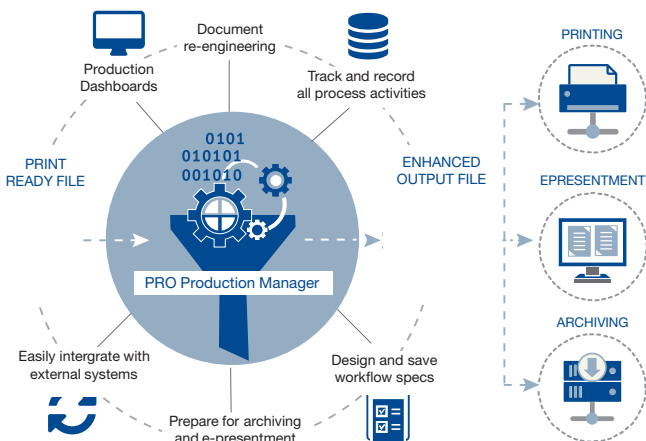 Document
re-engineering
Production
Dashboards
Track and record
all process activities
PRINT
READY FILE
0101
010101
001010
ENHANCED
OUTPUT FILE
PRO Production Manager
Easily intergrate with
external systems
Design and save
workflow specs
Prepare for archiving
and e-presentment
PRINTING
EPRESENTMENT
ARCHIVING